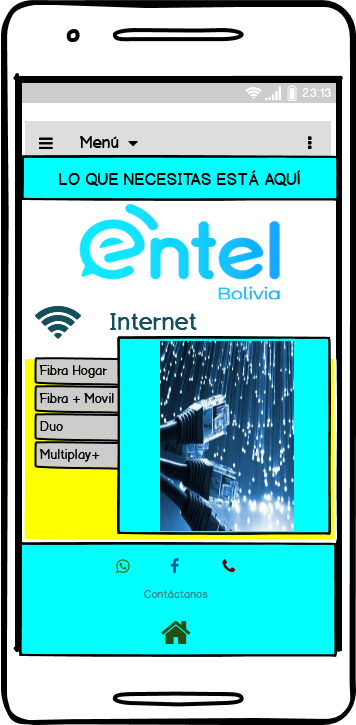 23:13
Menú
LO QUE NECESITAS ESTÁ AQUÍ
entel
Bolivia
Internet
Fibra Hogar
Fibra + Movil
Duo
Multiplay+
Contáctanos